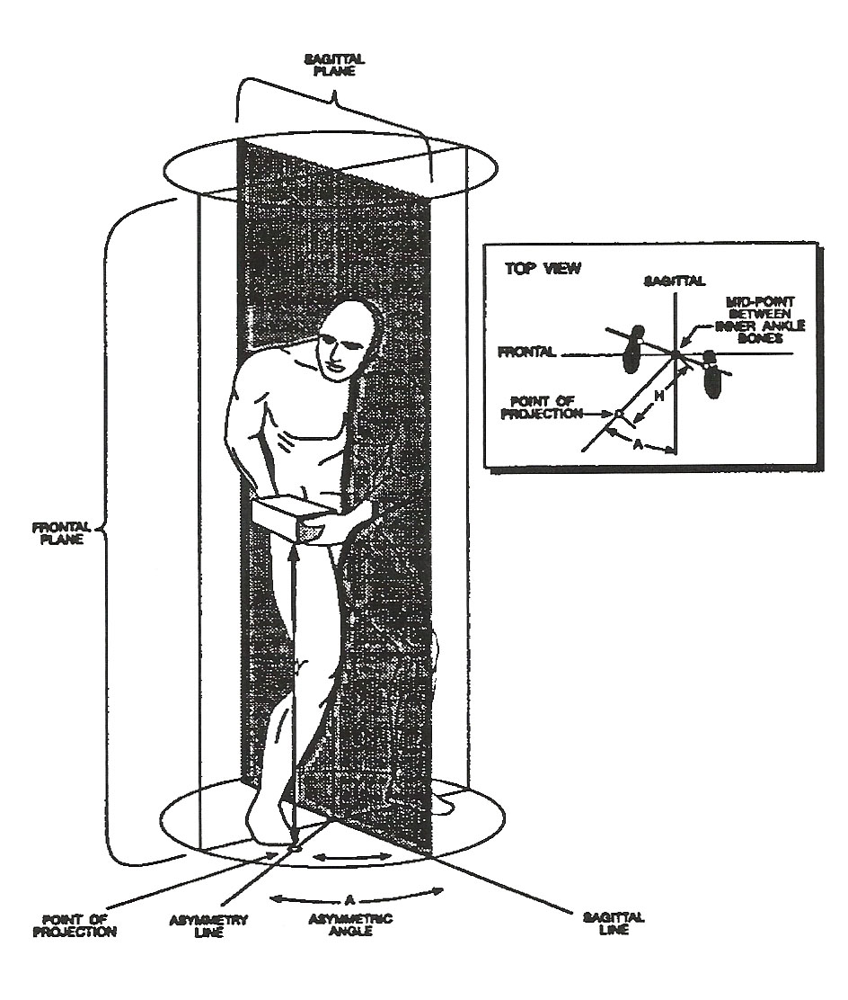 SAGITTAL
PLANE
TOP VIEW
SAGITTAL
MID-POINT
BETWEEN
INNER ANKLE
BONES
FRONTAL
POINT OF
PROJECTION
H
A
FRONTAL
PLANE
A
POINT OF
PROJECTION
ASYMMETRY
LINE
ASYMMETRIC
ANGLE
SAGITTAL
LINE